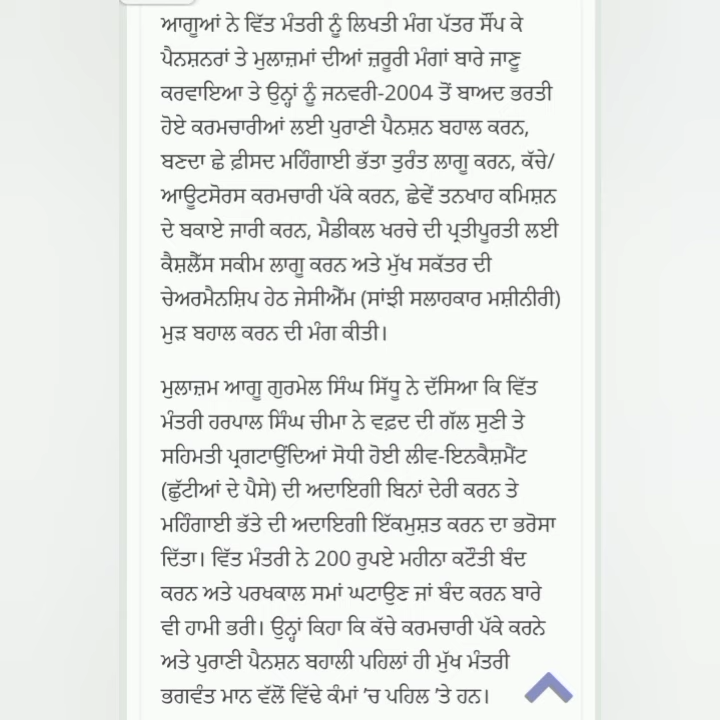 ਆਗੂਆਂ ਨੇ ਵਿੱਤ ਮੰਤਰੀ ਨੂੰ ਲਿਖਤੀ ਮੰਗ ਪੱਤਰ ਸੌਂਪ ਕੇ
ਪੈਨਸ਼ਨਰਾਂ ਤੇ ਮੁਲਾਜ਼ਮਾਂ ਦੀਆਂ ਜ਼ਰੂਰੀ ਮੰਗਾਂ ਬਾਰੇ ਜਾਣੂ
ਕਰਵਾਇਆ ਤੇ ਉਨ੍ਹਾਂ ਨੂੰ ਜਨਵਰੀ-2004 ਤੋਂ ਬਾਅਦ ਭਰਤੀ
ਹੋਏ ਕਰਮਚਾਰੀਆਂ ਲਈ ਪੁਰਾਣੀ ਪੈਨਸ਼ਨ ਬਹਾਲ ਕਰਨ,
ਬਣਦਾ ਛੇ ਫ਼ੀਸਦ ਮਹਿੰਗਾਈ ਭੱਤਾ ਤੁਰੰਤ ਲਾਗੂ ਕਰਨ, ਕੱਚੇ/
ਆਊਟਸੋਰਸ ਕਰਮਚਾਰੀ ਪੱਕੇ ਕਰਨ, ਛੇਵੇਂ ਤਨਖਾਹ ਕਮਿਸ਼ਨ
ਦੇ ਬਕਾਏ ਜਾਰੀ ਕਰਨ, ਮੈਡੀਕਲ ਖਰਚੇ ਦੀ ਪ੍ਰਤੀਪੂਰਤੀ ਲਈ
ਕੈਸ਼ਲੈੱਸ ਸਕੀਮ ਲਾਗੂ ਕਰਨ ਅਤੇ ਮੁੱਖ ਸਕੱਤਰ ਦੀ
ਚੇਅਰਮੈਨਸ਼ਿਪ ਹੇਠ ਜੇਸੀਐੱਮ (ਸਾਂਝੀ ਸਲਾਹਕਾਰ ਮਸ਼ੀਨੀਰੀ)
ਮੁੜ ਬਹਾਲ ਕਰਨ ਦੀ ਮੰਗ ਕੀਤੀ।
ਮੁਲਾਜ਼ਮ ਆਗੂ ਗੁਰਮੇਲ ਸਿੰਘ ਸਿੱਧੂ ਨੇ ਦੱਸਿਆ ਕਿ ਵਿੱਤ
ਮੰਤਰੀ ਹਰਪਾਲ ਸਿੰਘ ਚੀਮਾ ਨੇ ਵਫ਼ਦ ਦੀ ਗੱਲ ਸੁਣੀ ਤੇ
ਸਹਿਮਤੀ ਪ੍ਰਗਟਾਉਂਦਿਆਂ ਸੋਧੀ ਹੋਈ ਲੀਵ-ਇਨਕੈਸ਼ਮੈਂਟ
(ਛੁੱਟੀਆਂ ਦੇ ਪੈਸੇ) ਦੀ ਅਦਾਇਗੀ ਬਿਨਾਂ ਦੇਰੀ ਕਰਨ ਤੇ
ਮਹਿੰਗਾਈ ਭੱਤੇ ਦੀ ਅਦਾਇਗੀ ਇੱਕਮੁਸ਼ਤ ਕਰਨ ਦਾ ਭਰੋਸਾ
ਦਿੱਤਾ। ਵਿੱਤ ਮੰਤਰੀ ਨੇ 200 ਰੁਪਏ ਮਹੀਨਾ ਕਟੌਤੀ ਬੰਦ
ਕਰਨ ਅਤੇ ਪਰਖਕਾਲ ਸਮਾਂ ਘਟਾਉਣ ਜਾਂ ਬੰਦ ਕਰਨ ਬਾਰੇ
ਵੀ ਹਾਮੀ ਭਰੀ। ਉਨ੍ਹਾਂ ਕਿਹਾ ਕਿ ਕੱਚੇ ਕਰਮਚਾਰੀ ਪੱਕੇ ਕਰਨੇ
ਅਤੇ ਪੁਰਾਣੀ ਪੈਨਸ਼ਨ ਬਹਾਲੀ ਪਹਿਲਾਂ ਹੀ ਮੁੱਖ ਮੰਤਰੀ
ਭਗਵੰਤ ਮਾਨ ਵੱਲੋਂ ਵਿੱਢੇ ਕੰਮਾਂ ’ਚ ਪਹਿਲ ’ਤੇ ਹਨ।